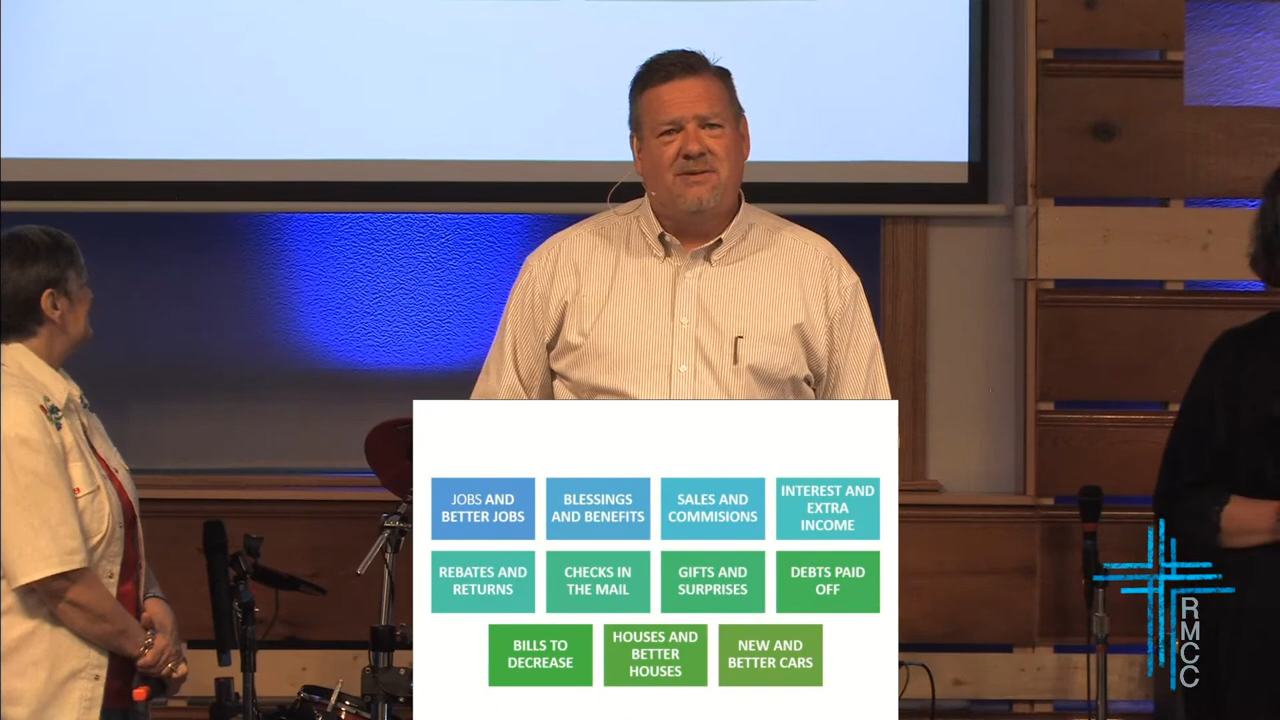 JOBS AND
BETTER JOBS
BLESSINGS
AND BENEFITS
SALES AND
COMMISIONS
INTEREST AND
EXTRA
INCOME
REBATES AND
RETURNS
CHECKS IN
THE MAIL
GIFTS AND
SURPRISES
DEBTS PAID
OFF
BILLS TO
DECREASE
HOUSES AND
BETTER
HOUSES
NEW AND
BETTER CARS
RMCC